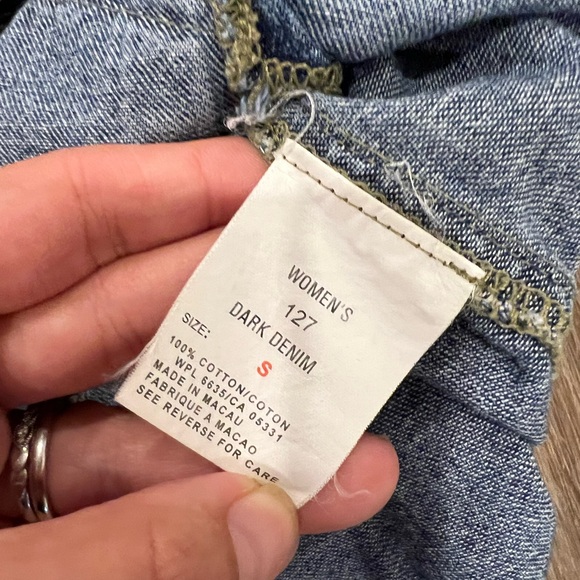 WOMEN'S
127
DARK DENIM
SIZE: S
100% COTTON/COTON
WPL 6635/CA 05331
MADE IN MACAU
FABRIQUE À MACAO
SEE REVERSE FOR CARE